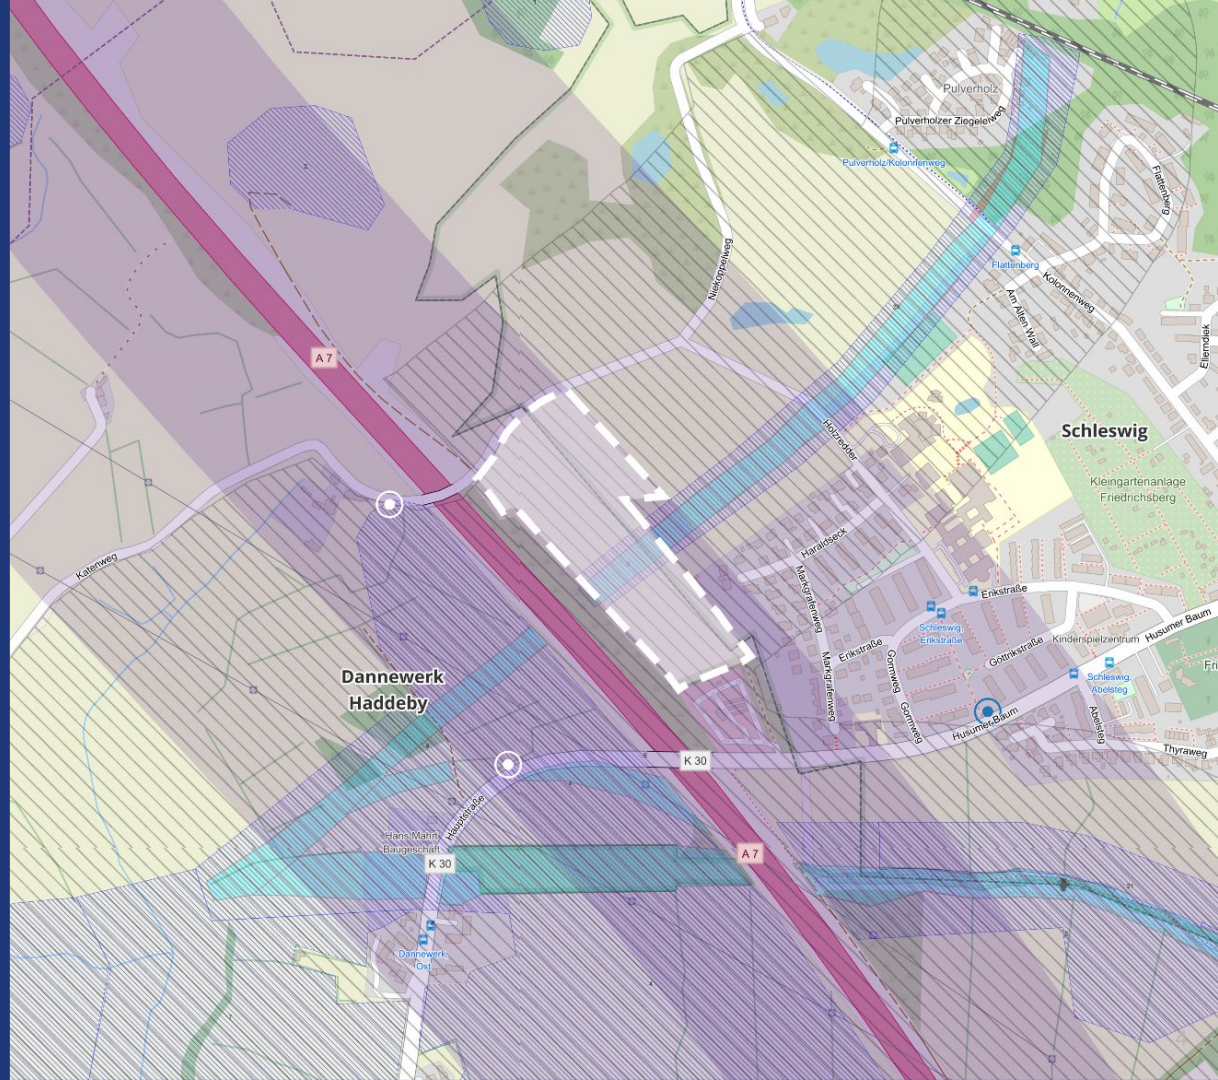 Pulverholz
Pulverholzer Ziegeleiweg
Pulverholz/Kolonnenweg
Flattenberg
Niekoppelweg
Flattenberg
Kolonnenweg
Am Alten Wall
Ellerndiek
A 7
Holzredder
Schleswig
Kleingartenanlage
Friedrichsberg
Katenweg
Haraldseck
Markgrafenweg
Erikstraße
Schleswig,
Erikstraße
Kinderspielzentrum
Husumer Baum
Erikstraße
Göttrikstraße
Gormweg
Markgrafenweg
Fri
Schleswig,
Abelsteg
Dannewerk
Haddeby
Gormweg
Husumer-Baum
Abelsteg
Thyraweg
K 30
Hauptstraße
Hans Mahrt
Baugeschäft
K 30
A 7
Dannewerk
Ost